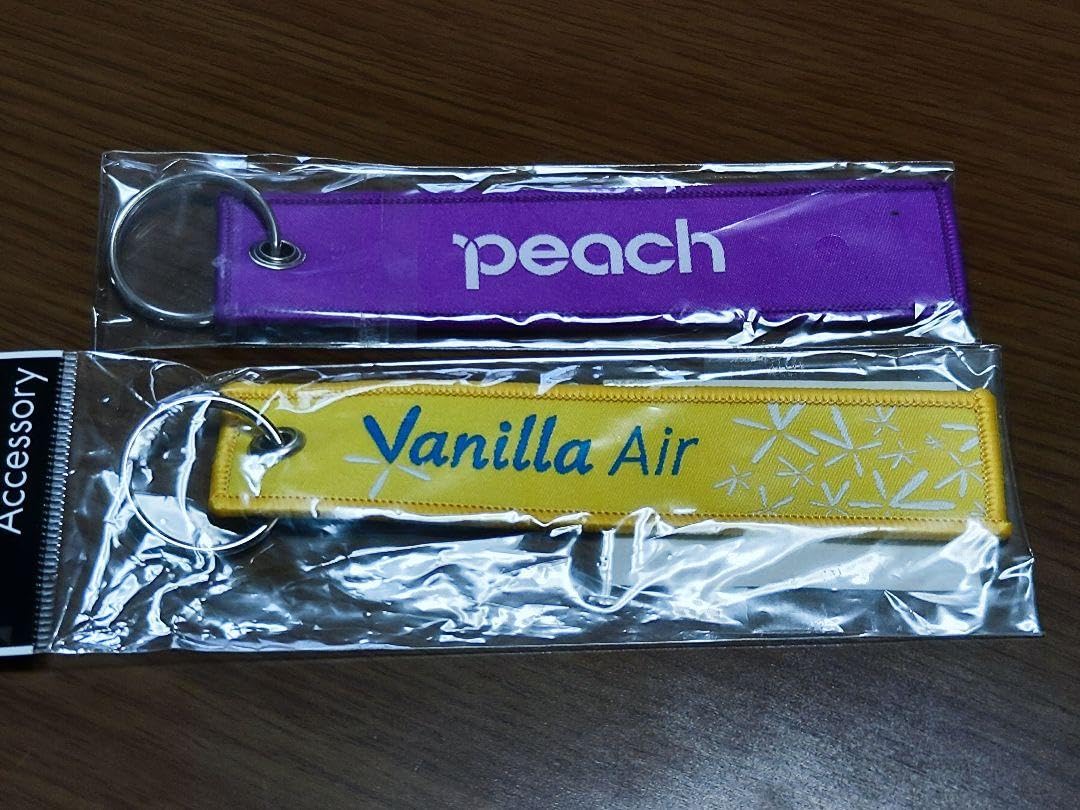 peach
Vanilla Air
Accessory